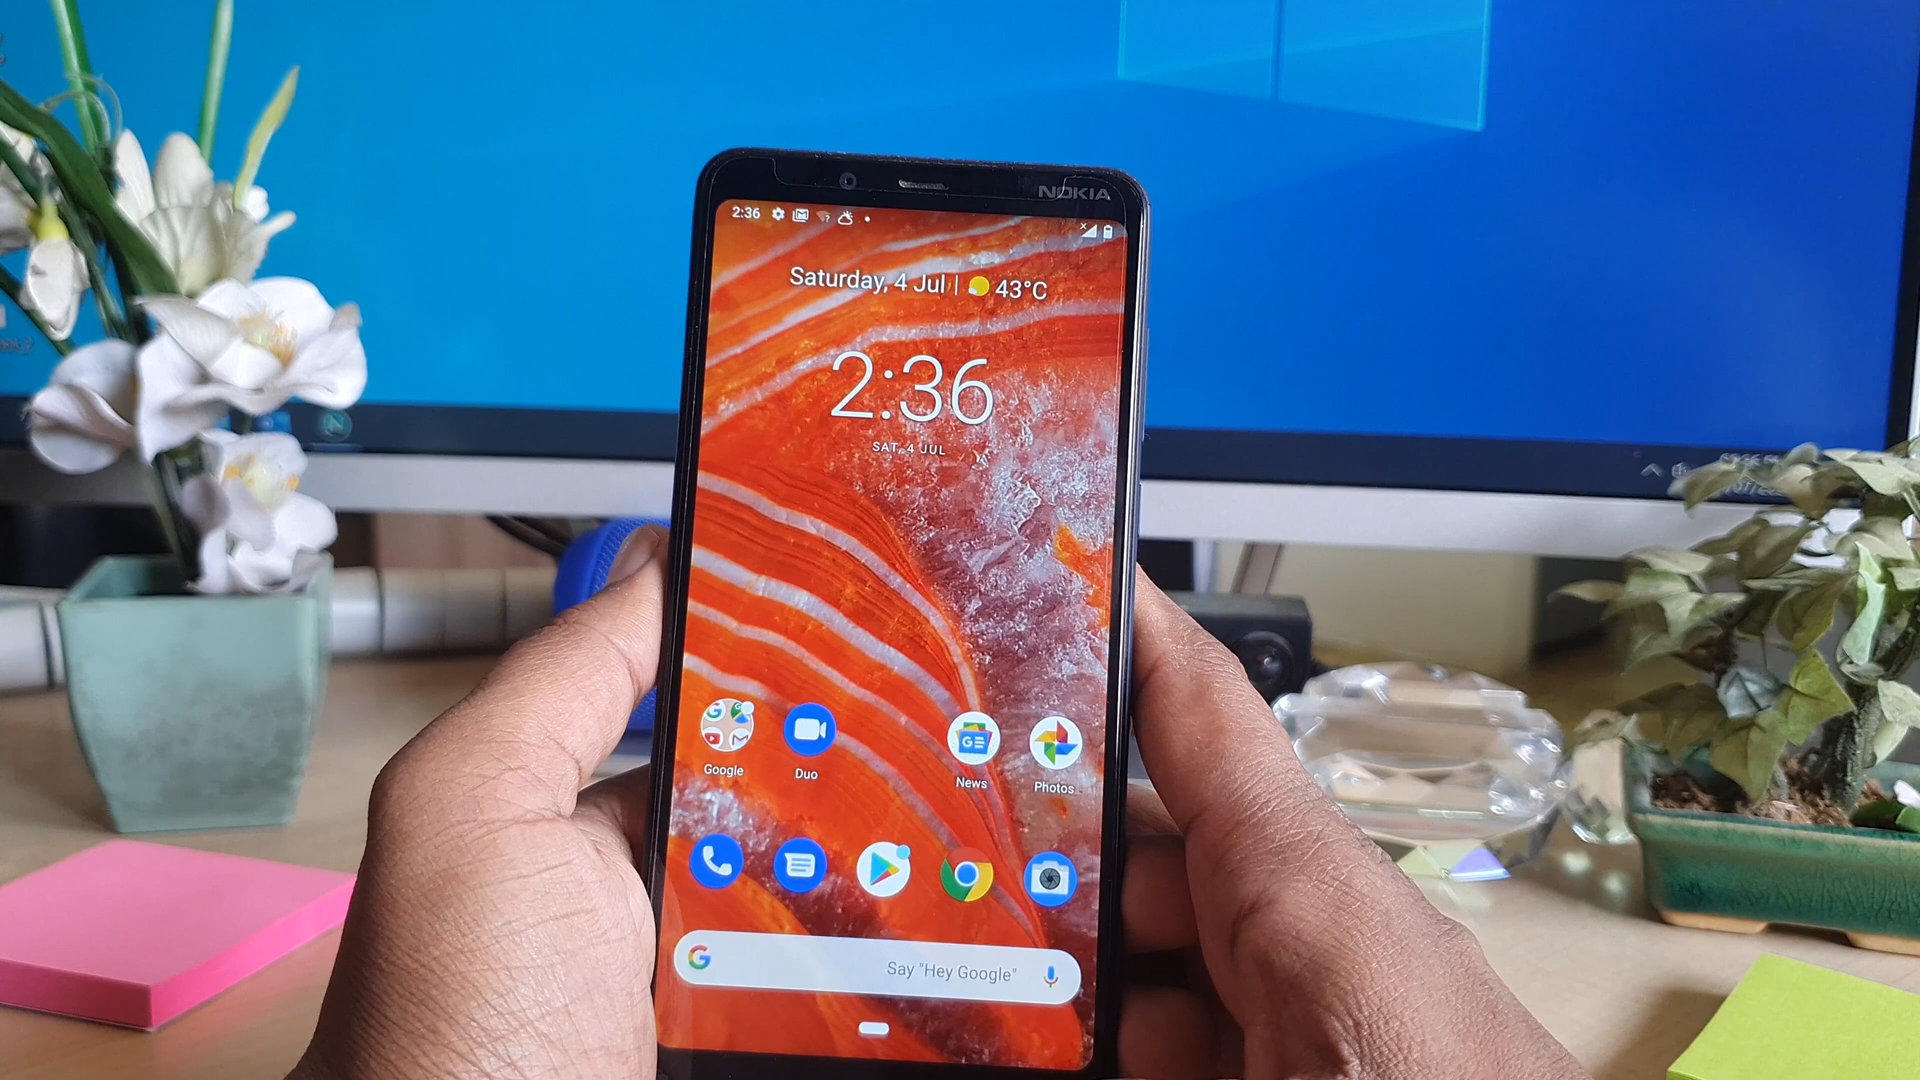 NOKIA
2:36
Saturday, 4 Jul | 43°C
2:36
SAT, 4 JUL
Google
Duo
News
Photos
Say "Hey Google"